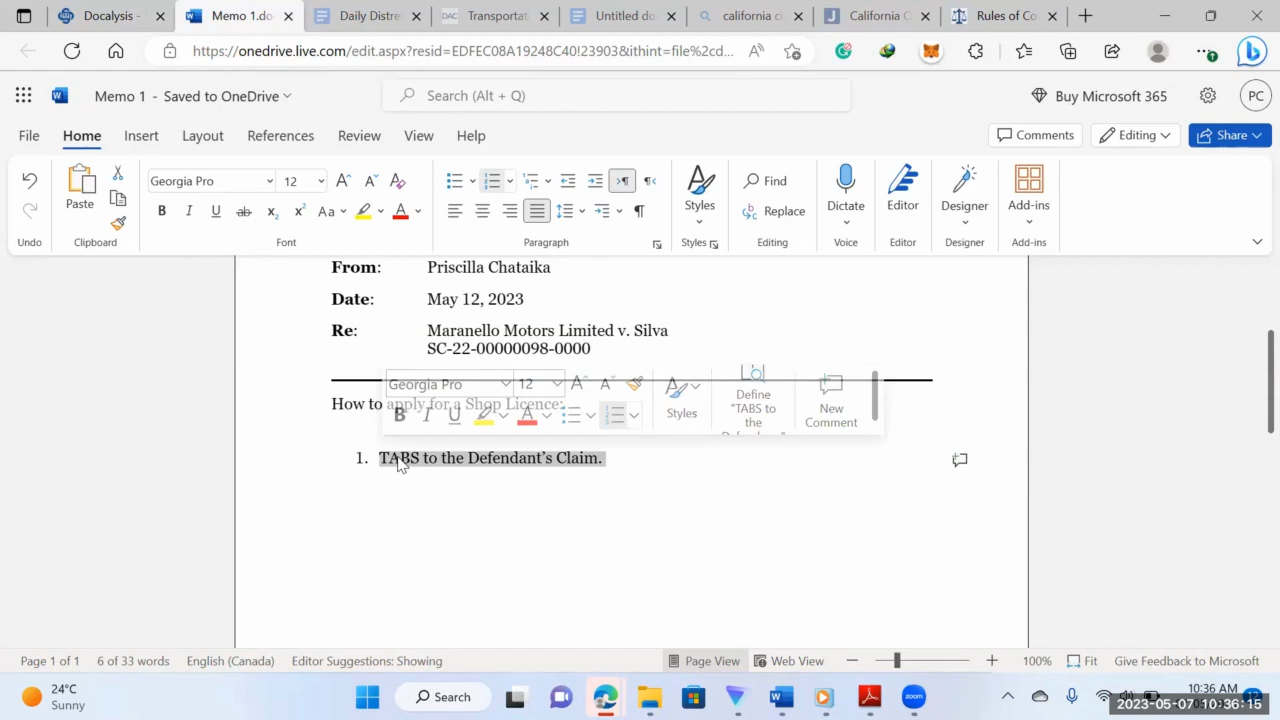 Docalysis -
Memo 1.do
Daily Distre
DAC Transportat
Untitled do
california ci
California C
Rules of Co
https://onedrive.live.com/edit.aspx?resid=EDFEC08A19248C40!23903&ithint=file%2cd...
Memo 1 - Saved to OneDrive
Search (Alt + Q)
Buy Microsoft 365
PC
File Home Insert Layout References Review View Help
Comments
Editing
Share
Georgia Pro 12
Find
Paste Styles Replace Dictate Editor Designer Add-ins
Undo Clipboard Font Paragraph Styles Editing Voice Editor Designer Add-ins
From: Priscilla Chataika
Date: May 12, 2023
Re: Maranello Motors Limited v. Silva
SC-22-00000098-0000
Georgia Pro 12
Styles
Define "TABS to the
New Comment
How to apply for a Shop Licence:
1. TABS to the Defendant's Claim.
Page 1 of 1 6 of 33 words English (Canada) Editor Suggestions: Showing Page View Web View 100% Fit Give Feedback to Microsoft
24°C
Sunny
Search
zoom
10:36 AM
2023-05-07 10:36:15